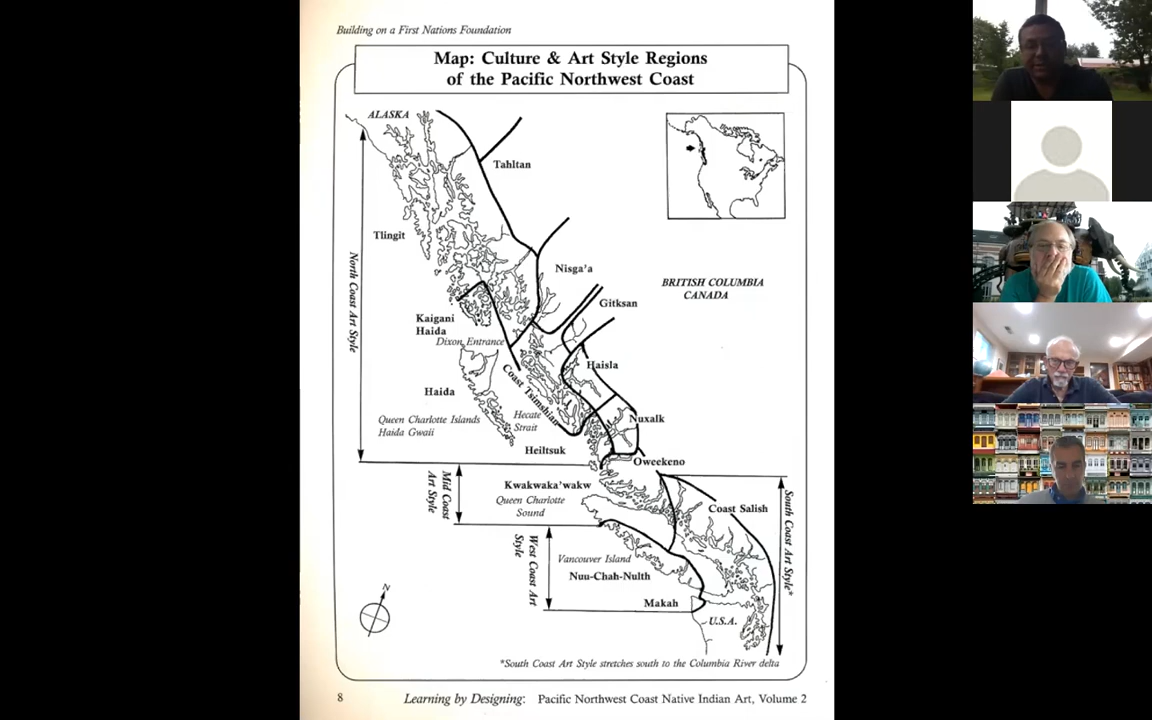 Building on a First Nations Foundation
Map: Culture & Art Style Regions
of the Pacific Northwest Coast
ALASKA
Tahltan
Tlingit
North Coast Art Style
Nisga'a
BRITISH COLUMBIA
CANADA
Gitksan
Kaigani
Haida
Dixon Entrance
Haisla
Coast Tsimshian
Haida
Hecate
Strait
Queen Charlotte Islands
Haida Gwaii
Nuxalk
Heiltsuk
Oweekeno
Mid Coast
Art Style
Kwakwaka'wakw
Queen Charlotte
Sound
Coast Salish
South Coast Art Style*
West Coast Art
Style
Vancouver Island
Nuu-Chah-Nulth
Makah
N
U.S.A.
*South Coast Art Style stretches south to the Columbia River delta
8 Learning by Designing: Pacific Northwest Coast Native Indian Art, Volume 2